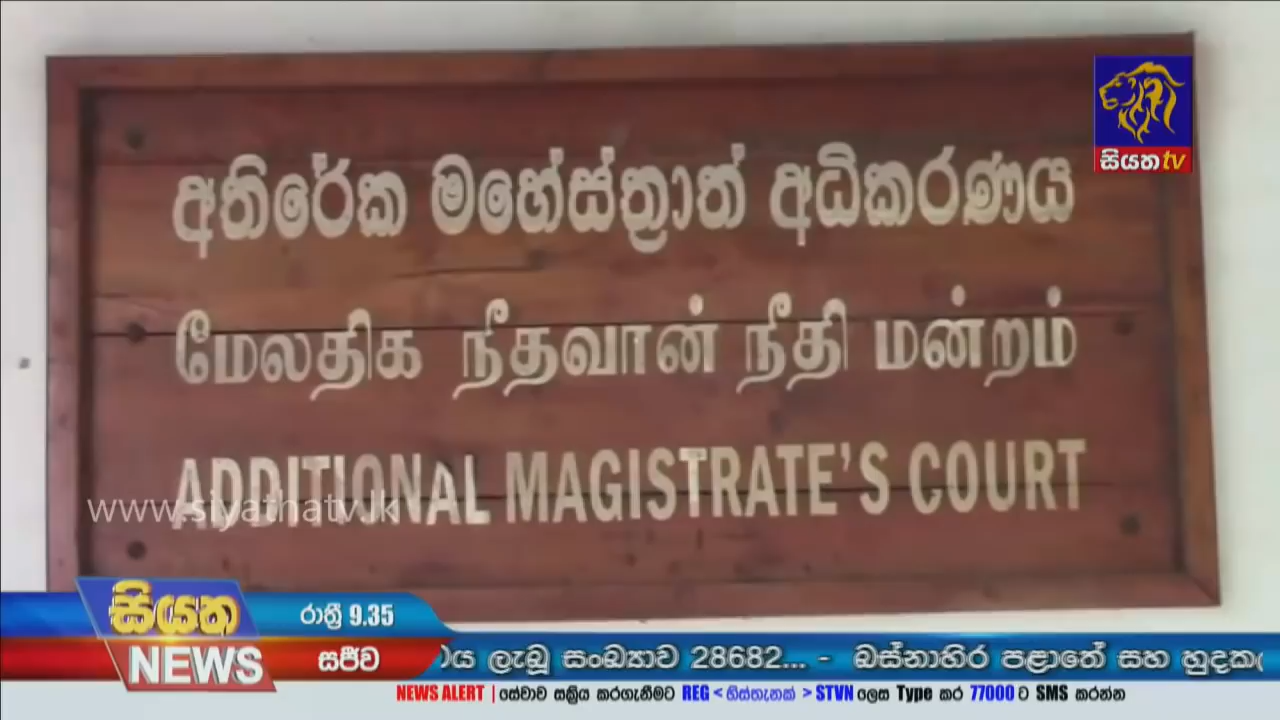 සියත tv
අතිරේක මහේස්ත්‍රාත් අධිකරණය
மேலதிக நீதவான் நீதி மன்றம்
ADDITIONAL MAGISTRATE'S COURT
www.siyathatv.lk
සියත
NEWS
රාත්‍රී 9.35
සජීව
ලැබූ සංඛ්‍යාව 28682... - බස්නාහිර පළාතේ සහ
NEWS ALERT | සේවාව සක්‍රිය කරගැනීමට REG < හිස්තැනක් > STVN ලෙස Type කර 77000 ට SMS කරන්න